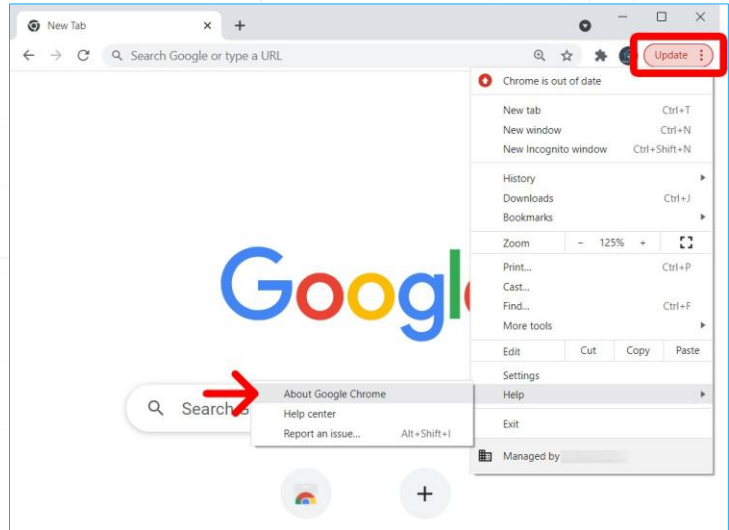 New Tab
Search Google or type a URL
Update
Chrome is out of date
New tab Ctrl+T
New window Ctrl+N
New Incognito window Ctrl+Shift+N
History
Downloads Ctrl+J
Bookmarks
Zoom - 125% +
Print... Ctrl+P
Cast...
Find... Ctrl+F
More tools
Edit Cut Copy Paste
Settings
Help
Exit
Managed by
Googl
Search G
About Google Chrome
Help center
Report an issue... Alt+Shift+I